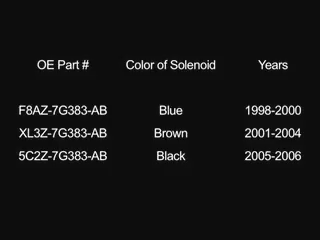 OE Part # Color of Solenoid Years
F8AZ-7G383-AB Blue 1998-2000
XL3Z-7G383-AB Brown 2001-2004
5C2Z-7G383-AB Black 2005-2006